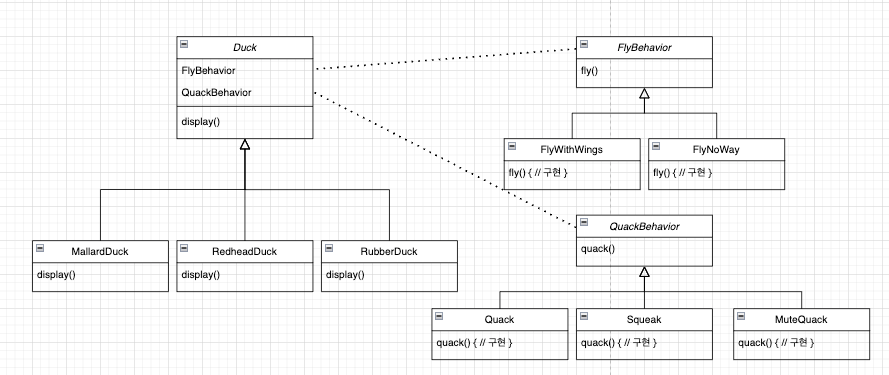 Duck
FlyBehavior
QuackBehavior
display()
FlyBehavior
fly()
FlyWithWings
fly() { // 구현 }
FlyNoWay
fly() { // 구현 }
QuackBehavior
quack()
MallardDuck
display()
RedheadDuck
display()
RubberDuck
display()
Quack
quack() { // 구현 }
Squeak
quack() { // 구현 }
MuteQuack
quack() { // 구현 }